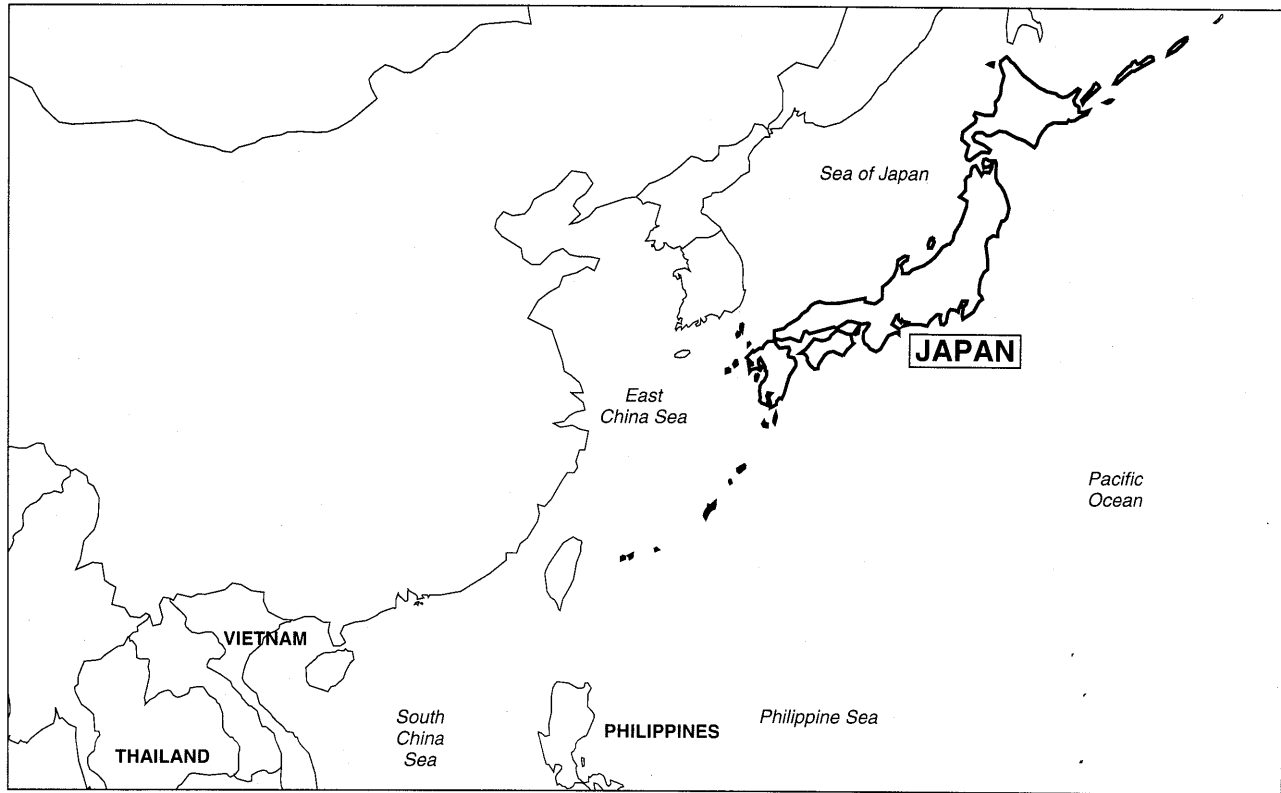 Sea of Japan
JAPAN
East
China Sea
Pacific
Ocean
VIETNAM
South
China
Sea
PHILIPPINES
Philippine Sea
THAILAND